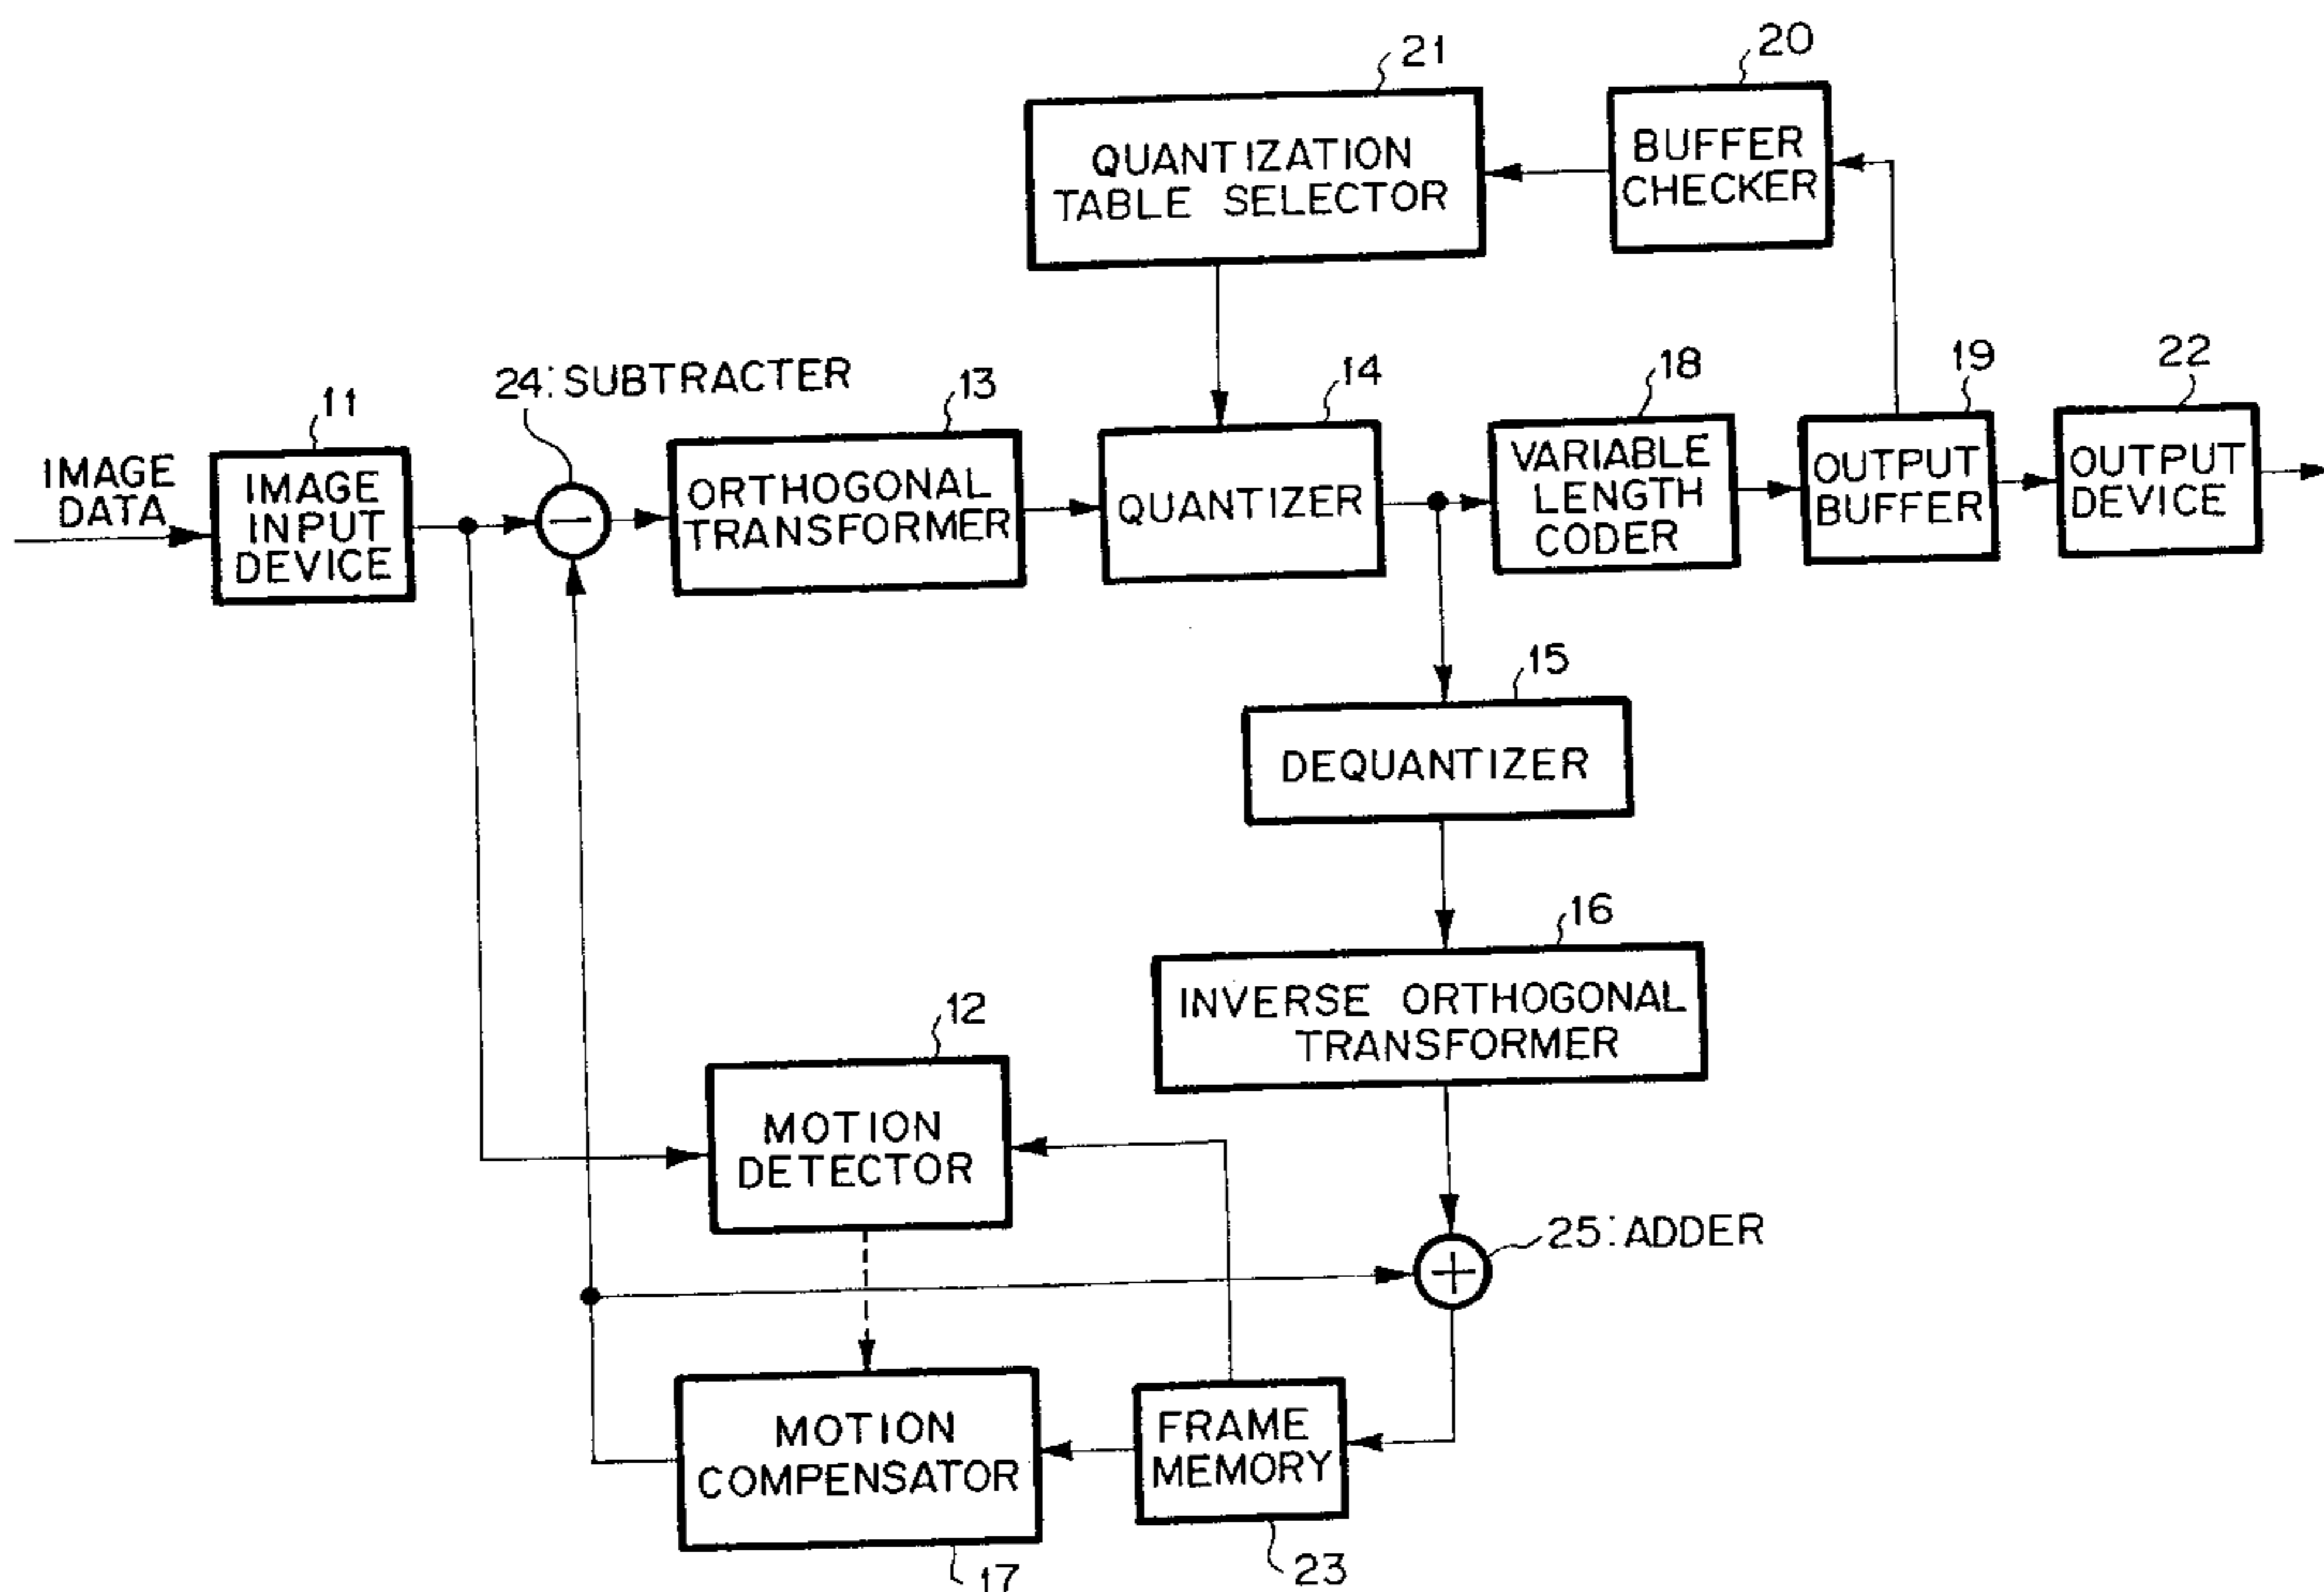 21
20
QUANTIZATION
TABLE SELECTOR
BUFFER
CHECKER
24:SUBTRACTER
11
13
14
18
19
22
IMAGE
DATA
IMAGE
INPUT
DEVICE
ORTHOGONAL
TRANSFORMER
QUANTIZER
VARIABLE
LENGTH
CODER
OUTPUT
BUFFER
OUTPUT
DEVICE
15
DEQUANTIZER
16
INVERSE ORTHOGONAL
TRANSFORMER
12
MOTION
DETECTOR
25:ADDER
MOTION
COMPENSATOR
FRAME
MEMORY
17
23